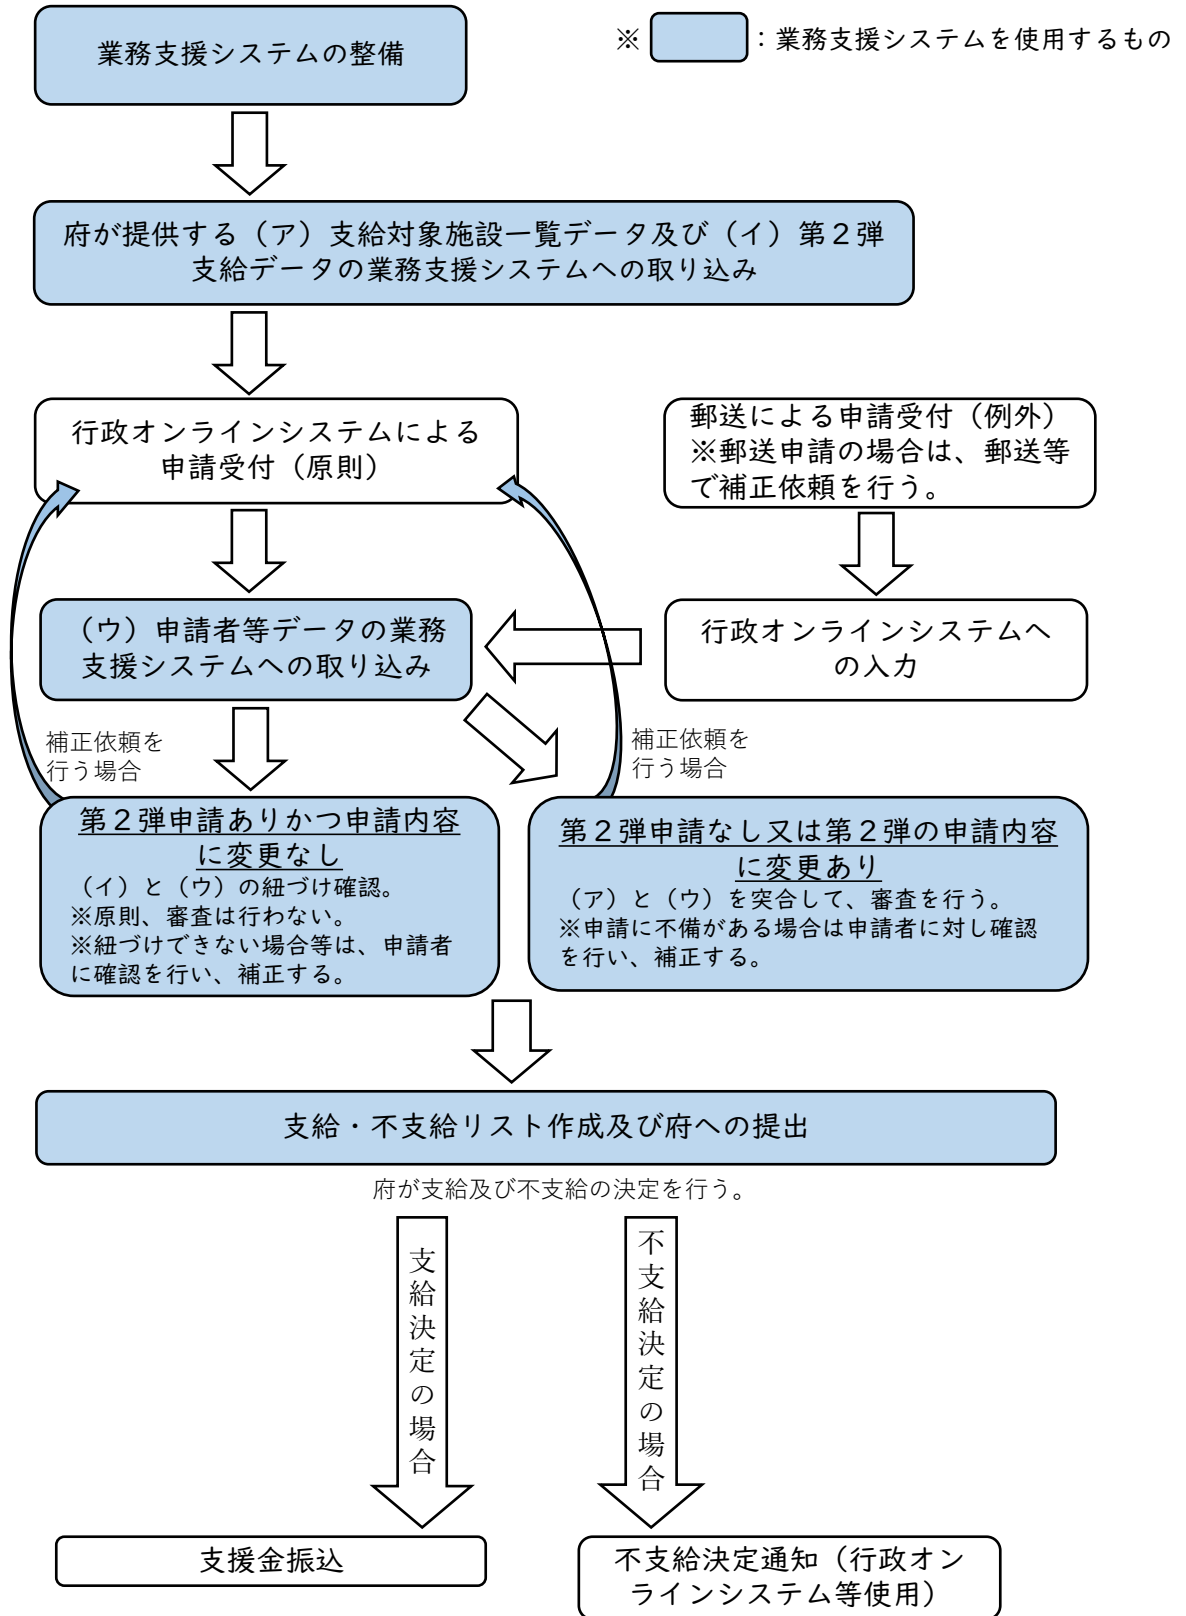 業務支援システムの整備
※　　　：業務支援システムを使用するもの
府が提供する（ア）支給対象施設一覧データ及び（イ）第２弾
支給データの業務支援システムへの取り込み
行政オンラインシステムによる
申請受付（原則）
郵送による申請受付（例外）
※郵送申請の場合は、郵送等
で補正依頼を行う。
（ウ）申請者等データの業務
支援システムへの取り込み
行政オンラインシステムへ
の入力
補正依頼を
行う場合
補正依頼を
行う場合
第２弾申請ありかつ申請内容
に変更なし
（イ）と（ウ）の紐づけ確認。
※原則、審査は行わない。
※紐づけできない場合等は、申請者
に確認を行い、補正する。
第２弾申請なし又は第２弾の申請内容
に変更あり
（ア）と（ウ）を突合して、審査を行う。
※申請に不備がある場合は申請者に対し確認
を行い、補正する。
支給・不支給リスト作成及び府への提出
府が支給及び不支給の決定を行う。
支給決定の場合
不支給決定の場合
支援金振込
不支給決定通知（行政オン
ラインシステム等使用）